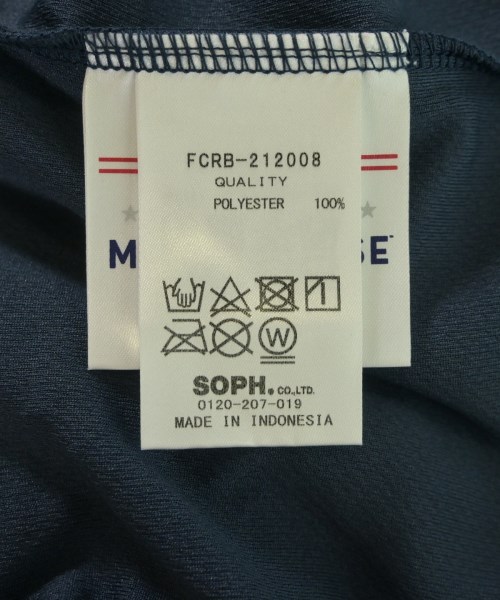 FCRB-212008
QUALITY
POLYESTER 100%
W
SOPH. CO.,LTD.
0120-207-019
MADE IN INDONESIA